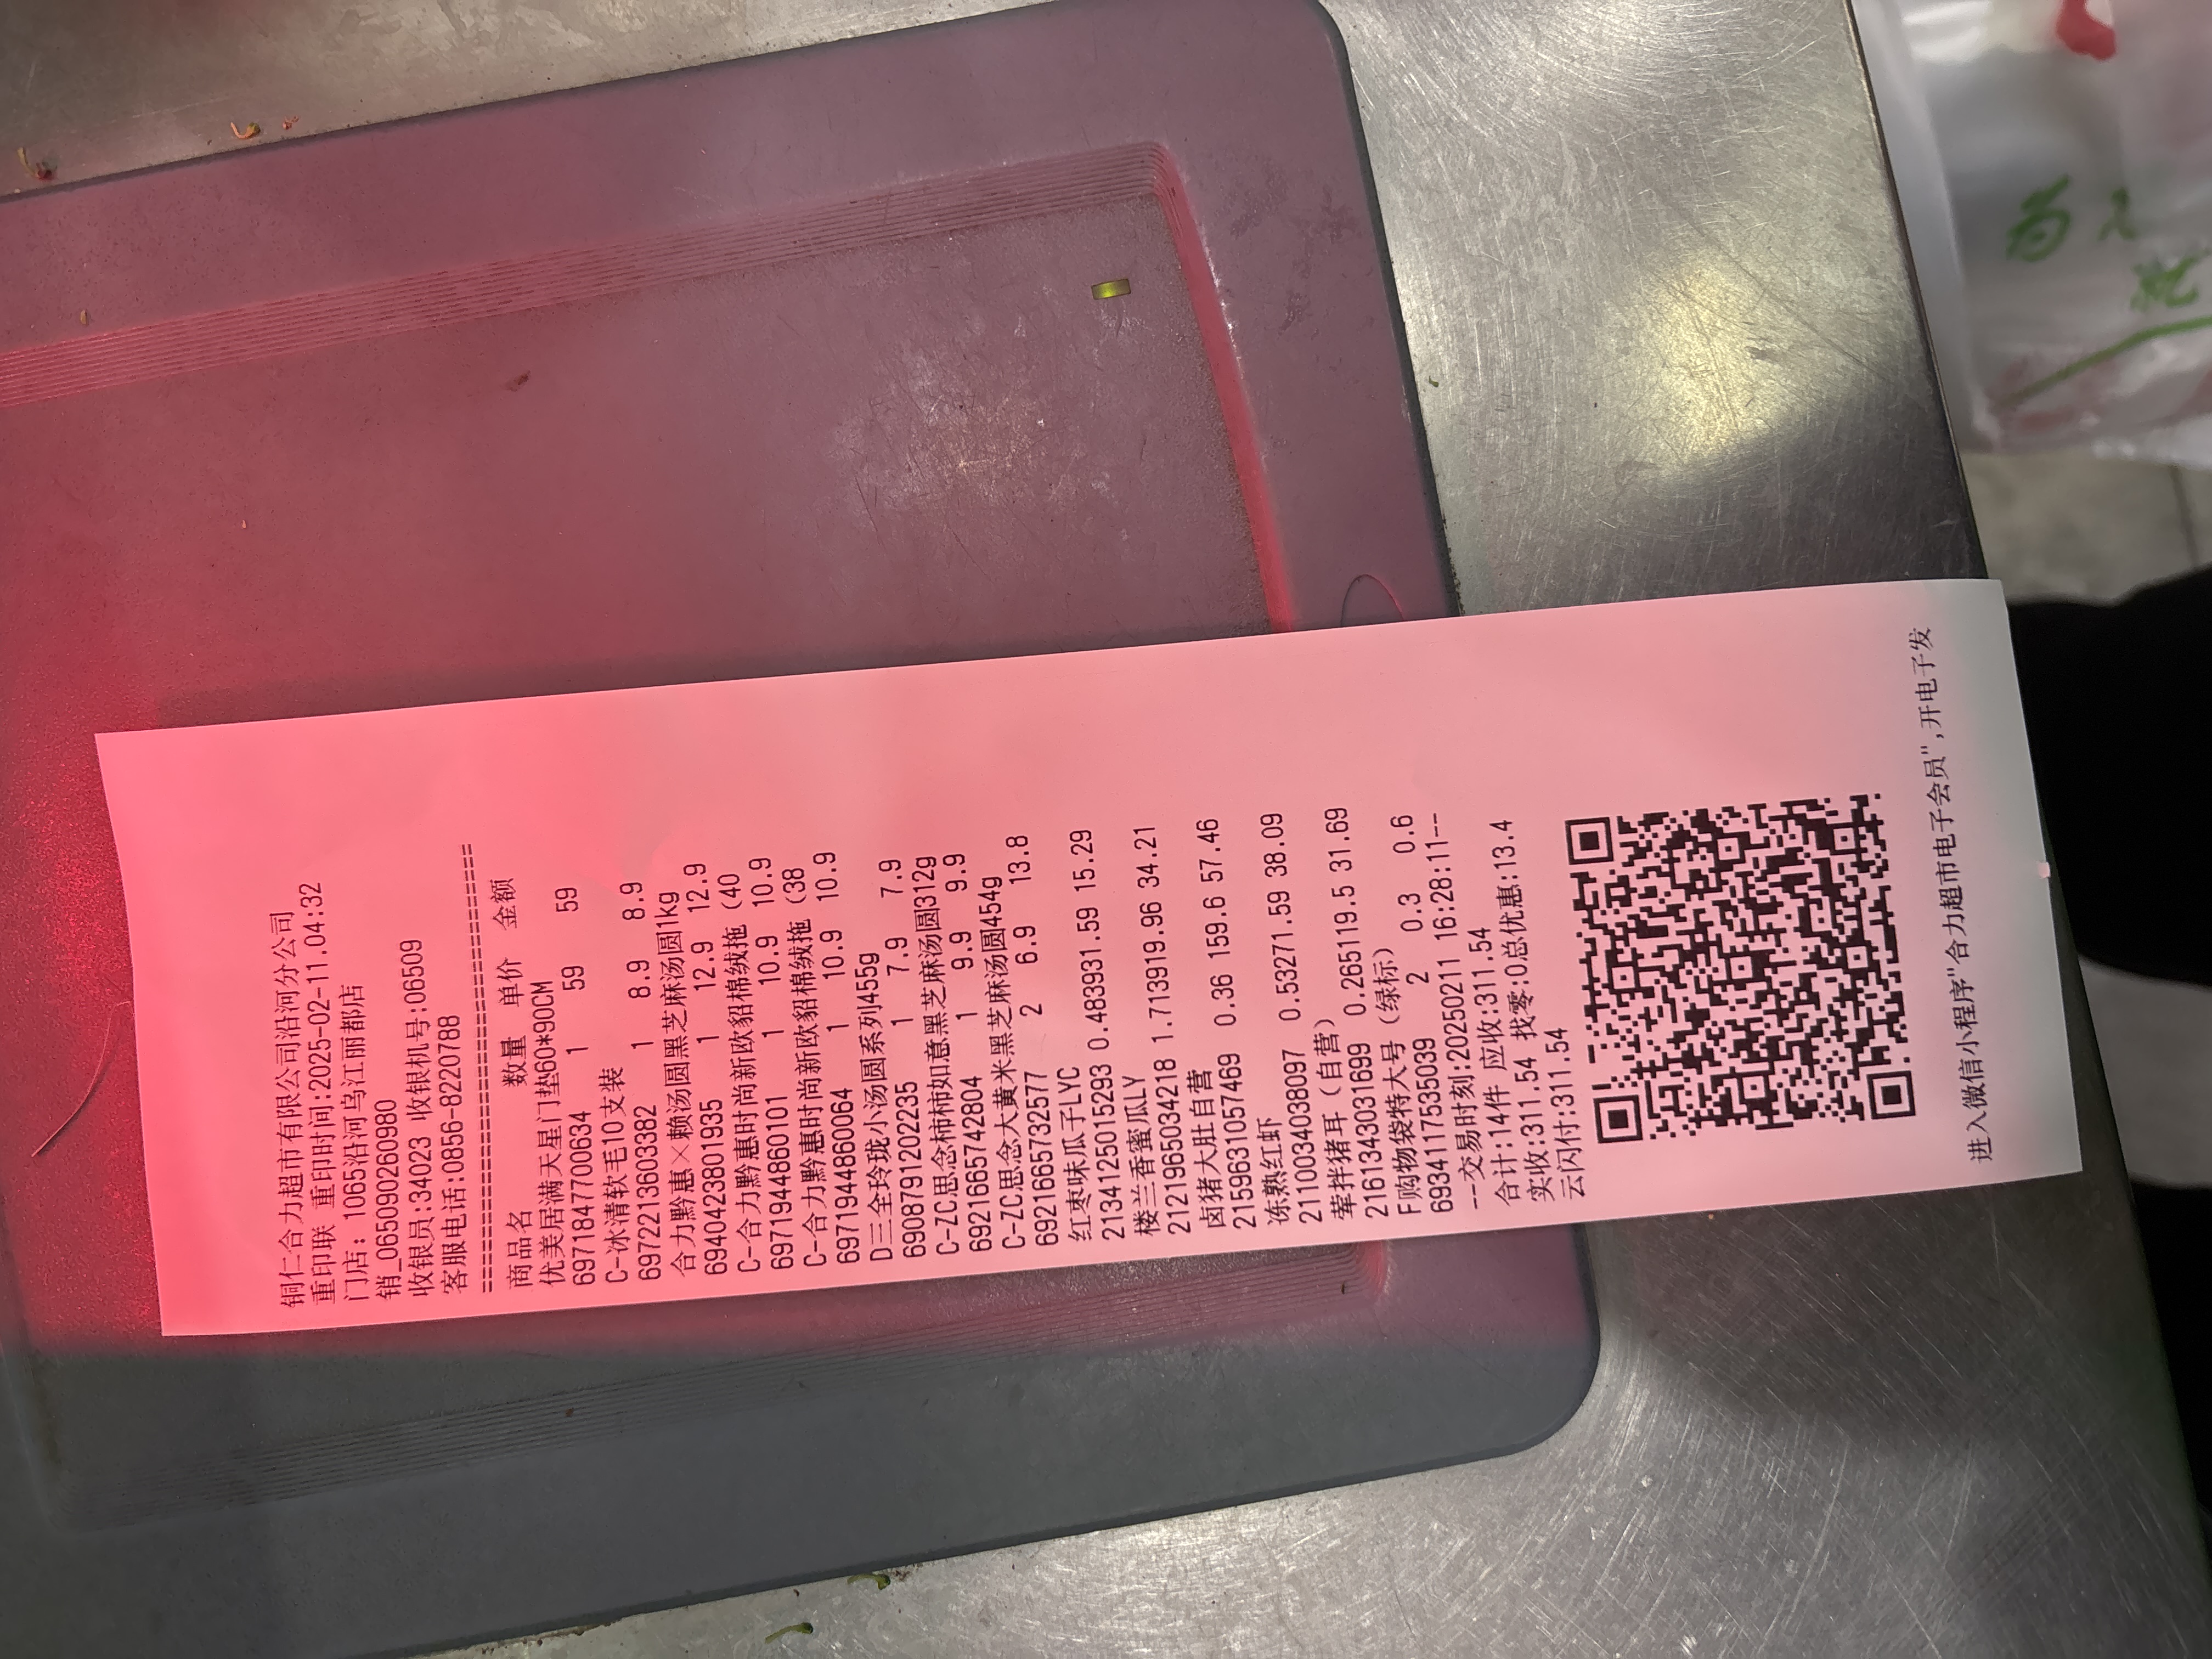 铜仁合力超市有限公司沿河分公司
重印联 重印时间:2025-02-11.04:32
门店: 1065沿河乌江丽都店
销_0650902609 80
收银员:34023 收银机号:06509
客服电话:0856-8220788
商品名 数量 单价 金额
优美居满天星门垫60*90CM
6971847700634 1 59 59
C-冰清软毛10支装
6972213603382 1 8.9 8.9
合力黔惠×赖汤圆黑芝麻汤圆1kg
6940423801935 1 12.9 12.9
C-合力黔惠时尚新欧貂棉绒拖（40
6971944860101 1 10.9 10.9
C-合力黔惠时尚新欧貂棉绒拖（38
6971944860064 1 10.9 10.9
D三全玲珑小汤圆系列455g
6908791202235 1 7.9 7.9
C-ZC思念柿柿如意黑芝麻汤圆312g
6921665742804 1 9.9 9.9
C-ZC思念大黄米黑芝麻汤圆454g
6921665732577 2 6.9 13.8
红枣味瓜子LYC
2134125015293 0.483931.59 15.29
楼兰香蜜瓜LY
2121965034218 1.713919.96 34.21
卤猪大肚自营
2159631057469 0.36 159.6 57.46
冻熟红虾
2110034038097 0.53271.59 38.09
荤拌猪耳（自营）
2161343031699 0.265119.5 31.69
F购物袋特大号（绿标）
6934117535039 2 0.3 0.6
--交易时刻:20250211 16:28:11--
合计:14件 应收:311.54
实收:311.54 找零:0总优惠:13.4
云闪付:311.54
进入微信小程序"合力超市电子会员",开电子发